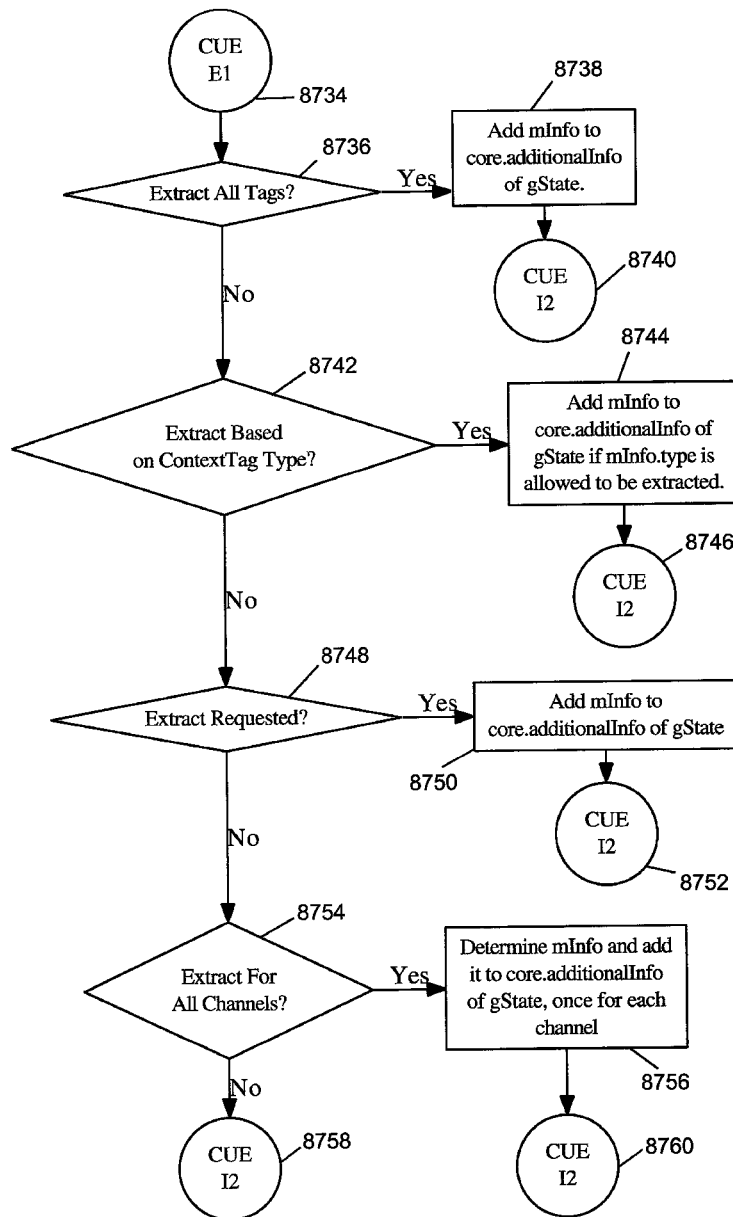 CUE
E1
8734
8738
Add mInfo to
core.additionalInfo
of gState.
8736
Extract All Tags?
Yes
CUE
I2
8740
No
8742
8744
Extract Based
on ContextTag Type?
Yes
Add mInfo to
core.additionalInfo of
gState if mInfo.type is
allowed to be extracted.
CUE
I2
8746
No
8748
Extract Requested?
Yes
Add mInfo to
core.additionalInfo of gState
8750
CUE
I2
8752
No
8754
Extract For
All Channels?
Yes
Determine mInfo and add
it to core.additionalInfo
of gState, once for each
channel
8756
No
CUE
I2
8758
CUE
I2
8760